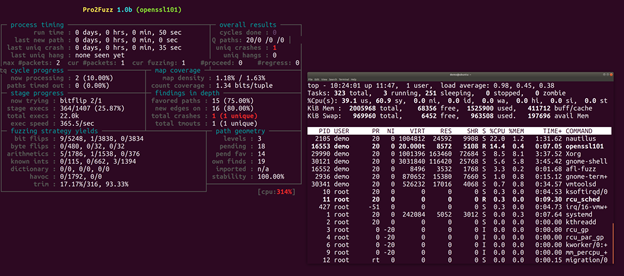 Pro2Fuzz 1.0b (openssl101)
process timing
overall results
run time : 0 days, 0 hrs, 0 min, 50 sec
cycles done : 0
last new path : 0 days, 0 hrs, 0 min, 0 sec
Q paths: 20/0 /0 /0
last uniq crash : 0 days, 0 hrs, 0 min, 35 sec
uniq crashes : 1
last uniq hang : none seen yet
uniq hangs : 0
max #packets: 2 cur #packets: 1 cur fuzzing: 1 #proceed: 0 #regress: 0
cycle progress
map coverage
now processing : 2 (10.00%)
map density : 1.18% / 1.63%
paths timed out : 0 (0.00%)
count coverage : 1.34 bits/tuple
stage progress
findings in depth
now trying : bitflip 2/1
favored paths : 15 (75.00%)
stage execs : 364/1407 (25.87%)
new edges on : 16 (80.00%)
total execs : 22.0k
total crashes : 1 (1 unique)
exec speed : 365.5/sec
total tmouts : 1 (1 unique)
fuzzing strategy yields
path geometry
bit flips : 9/5248, 1/3838, 0/3834
levels : 3
byte flips : 0/480, 0/32, 0/32
pending : 18
arithmetics : 5/1786, 1/1538, 0/376
pend fav : 14
known ints : 0/115, 0/662, 1/1394
own finds : 19
dictionary : 0/0, 0/0, 0/0
imported : n/a
havoc : 0/1792, 0/0
stability : 100.00%
trim : 17.17%/316, 93.33%
[cpu:314%]
top - 10:24:01 up 11:47, 1 user, load average: 0.98, 0.45, 0.38
Tasks: 323 total, 3 running, 251 sleeping, 0 stopped, 0 zombie
%Cpu(s): 39.1 us, 60.9 sy, 0.0 ni, 0.0 id, 0.0 wa, 0.0 hi, 0.0 si, 0.0 st
KiB Mem : 2005968 total, 68356 free, 1525900 used, 411712 buff/cache
KiB Swap: 969960 total, 6452 free, 963508 used, 197696 avail Mem
PID USER PR NI VIRT RES SHR S %CPU %MEM TIME+ COMMAND
2105 demo 20 0 1004812 24592 9508 S 22.0 1.2 1:31.62 nautilus
16553 demo 20 0 20.000t 8572 5108 R 14.4 0.4 0:07.05 openssl101
29990 demo 20 0 1001396 163460 72684 S 8.5 8.1 3:37.52 Xorg
30121 demo 20 0 3031840 116420 25768 S 5.6 5.8 3:45.42 gnome-shell
16552 demo 20 0 8496 3532 1768 S 3.3 0.2 0:01.68 afl-fuzz
2936 demo 20 0 870652 15380 7660 S 1.0 0.8 0:15.12 gnome-term+
30341 demo 20 0 526232 17016 4068 S 0.7 0.8 2:34.57 vmtoolsd
10 root 20 0 0 0 0 S 0.3 0.0 0:04.53 ksoftirqd/0
11 root 20 0 0 0 0 R 0.3 0.0 0:09.30 rcu_sched
427 root -51 0 0 0 0 S 0.3 0.0 0:04.73 irq/16-vmw+
1 root 20 0 242084 5052 3012 S 0.0 0.3 0:07.64 systemd
2 root 20 0 0 0 0 S 0.0 0.0 0:00.02 kthreadd
3 root 0 -20 0 0 0 I 0.0 0.0 0:00.00 rcu_gp
4 root 0 -20 0 0 0 I 0.0 0.0 0:00.00 rcu_par_gp
6 root 0 -20 0 0 0 I 0.0 0.0 0:00.00 kworker/0:+
9 root 0 -20 0 0 0 I 0.0 0.0 0:00.00 mm_percpu_+
12 root rt 0 0 0 0 S 0.0 0.0 0:00.15 migration/0